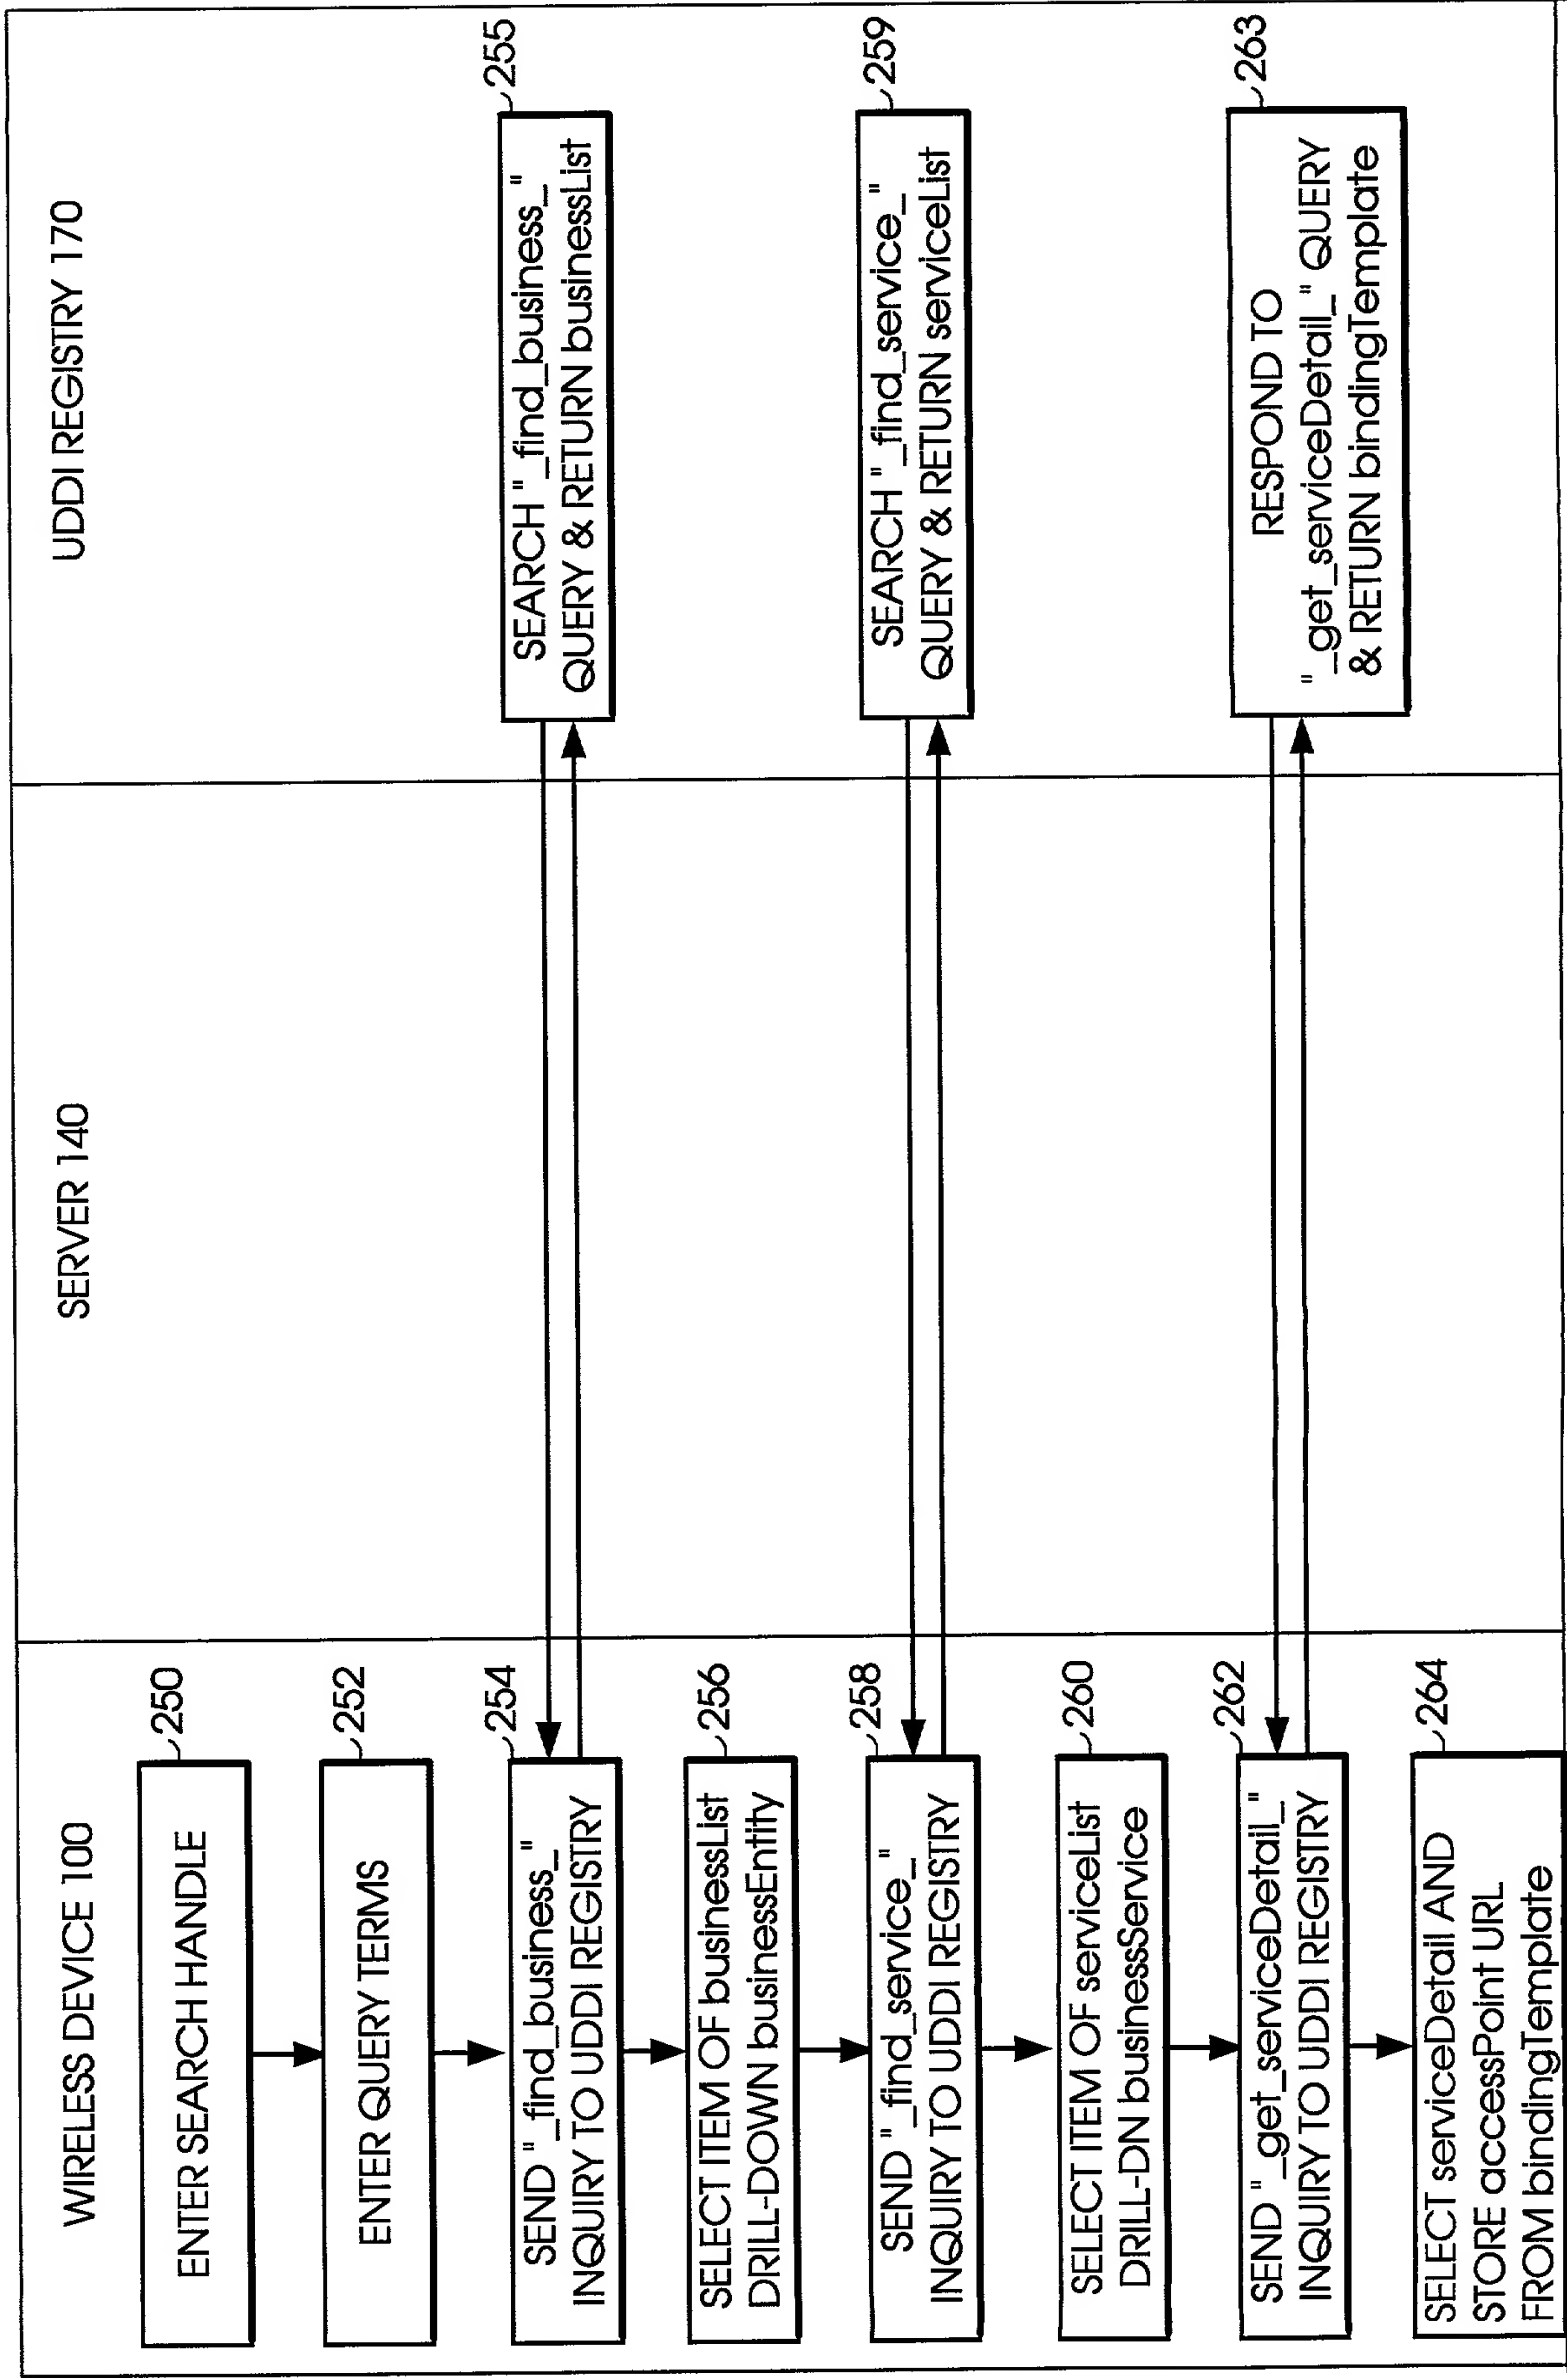 WIRELESS DEVICE 100
SERVER 140
UDDI REGISTRY 170
250
ENTER SEARCH HANDLE
252
ENTER QUERY TERMS
254
SEND "_find_business_"
INQUIRY TO UDDI REGISTRY
255
SEARCH "_find_business_"
QUERY & RETURN businessList
256
SELECT ITEM OF businessList
DRILL-DOWN businessEntity
258
SEND "_find_service_"
INQUIRY TO UDDI REGISTRY
259
SEARCH "_find_service_"
QUERY & RETURN serviceList
260
SELECT ITEM OF serviceList
DRILL-DN businessService
262
SEND "_get_serviceDetail_"
INQUIRY TO UDDI REGISTRY
263
RESPOND TO
"_get_serviceDetail_" QUERY
& RETURN bindingTemplate
264
SELECT serviceDetail AND
STORE accessPoint URL
FROM bindingTemplate